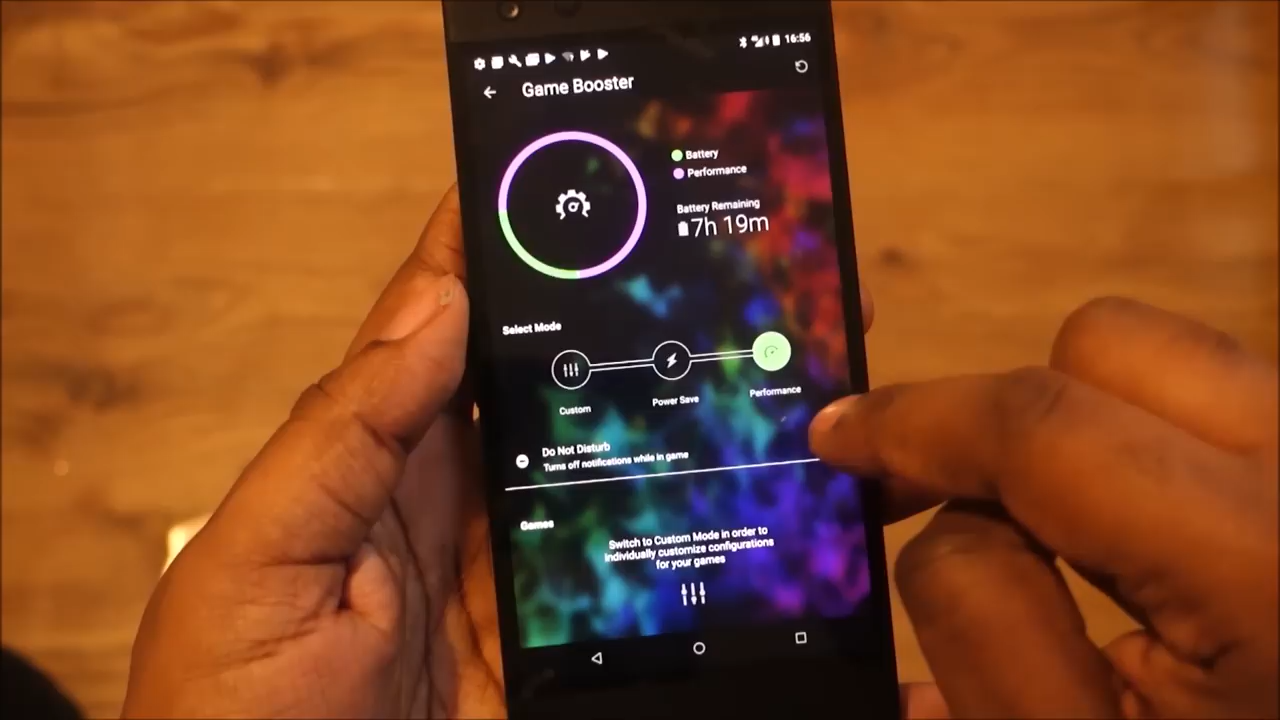 16:56
Game Booster
Battery
Performance
Battery Remaining
7h 19m
Select Mode
Custom
Power Save
Performance
Do Not Disturb
Turns off notifications while in game
Games
Switch to Custom Mode in order to
individually customize configurations
for your games